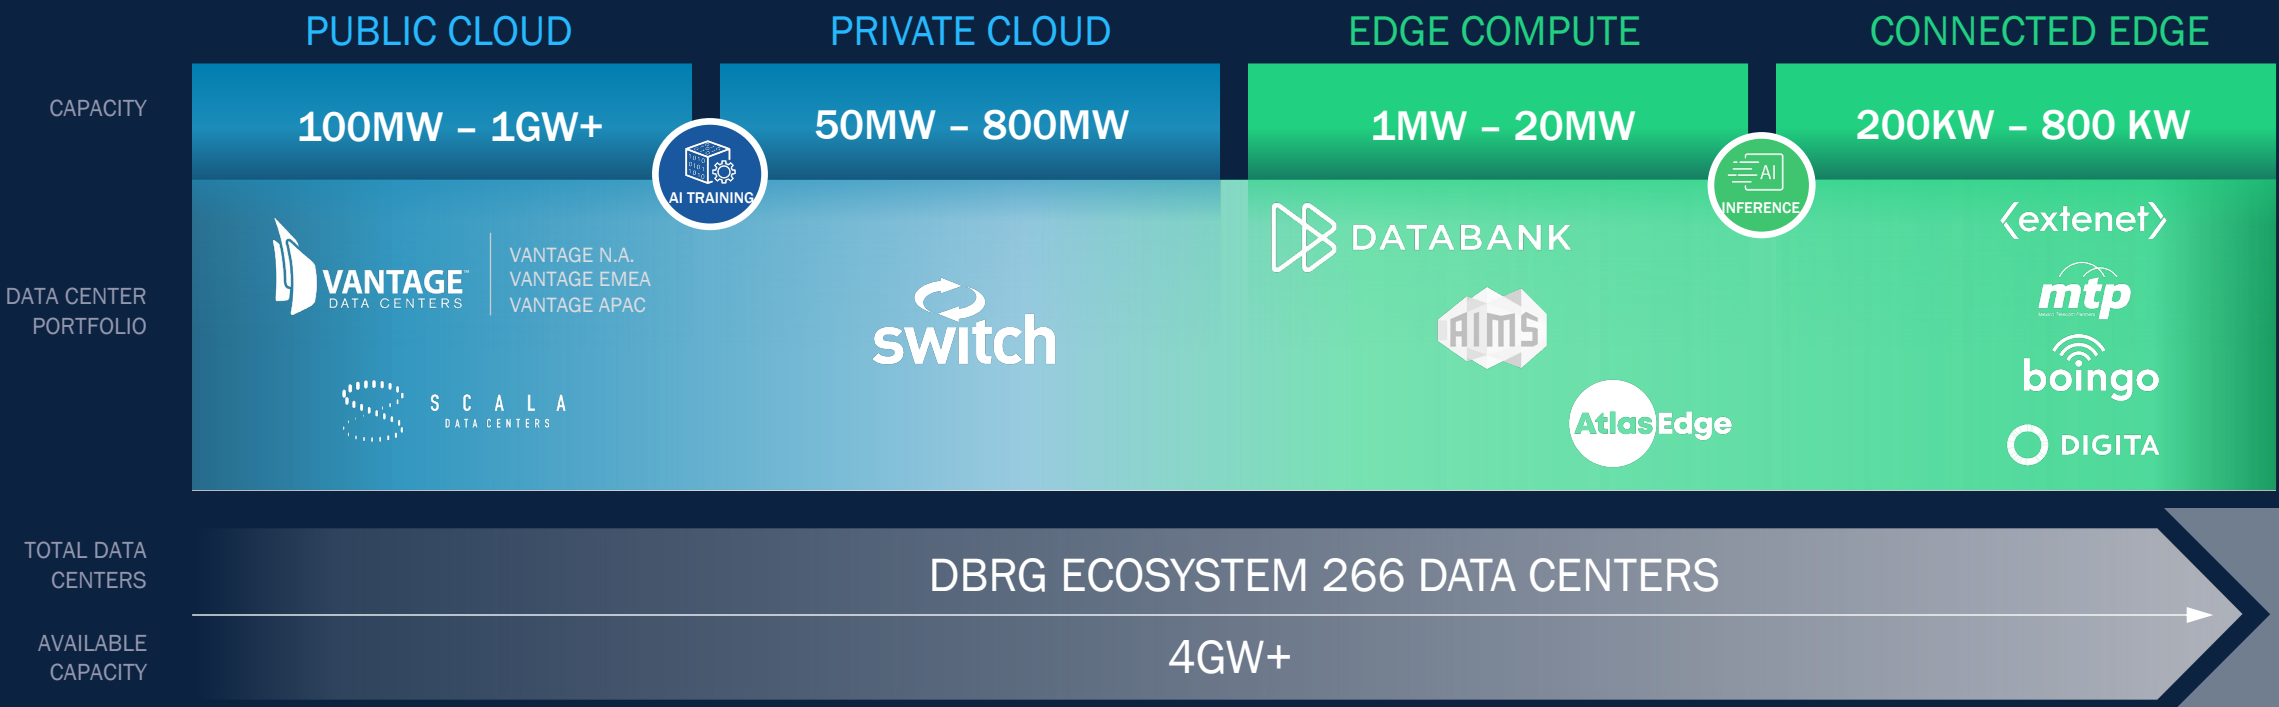 PUBLIC CLOUD
PRIVATE CLOUD
EDGE COMPUTE
CONNECTED EDGE
CAPACITY
100MW – 1GW+
50MW – 800MW
1MW – 20MW
200KW – 800 KW
AI TRAINING
AI
INFERENCE
DATA CENTER
PORTFOLIO
VANTAGE™
DATA CENTERS
VANTAGE N.A.
VANTAGE EMEA
VANTAGE APAC
SCALA
DATA CENTERS
switch
DATABANK
AIMS
AtlasEdge
extenet
mtp
boingo
DIGITA
TOTAL DATA
CENTERS
DBRG ECOSYSTEM 266 DATA CENTERS
AVAILABLE
CAPACITY
4GW+